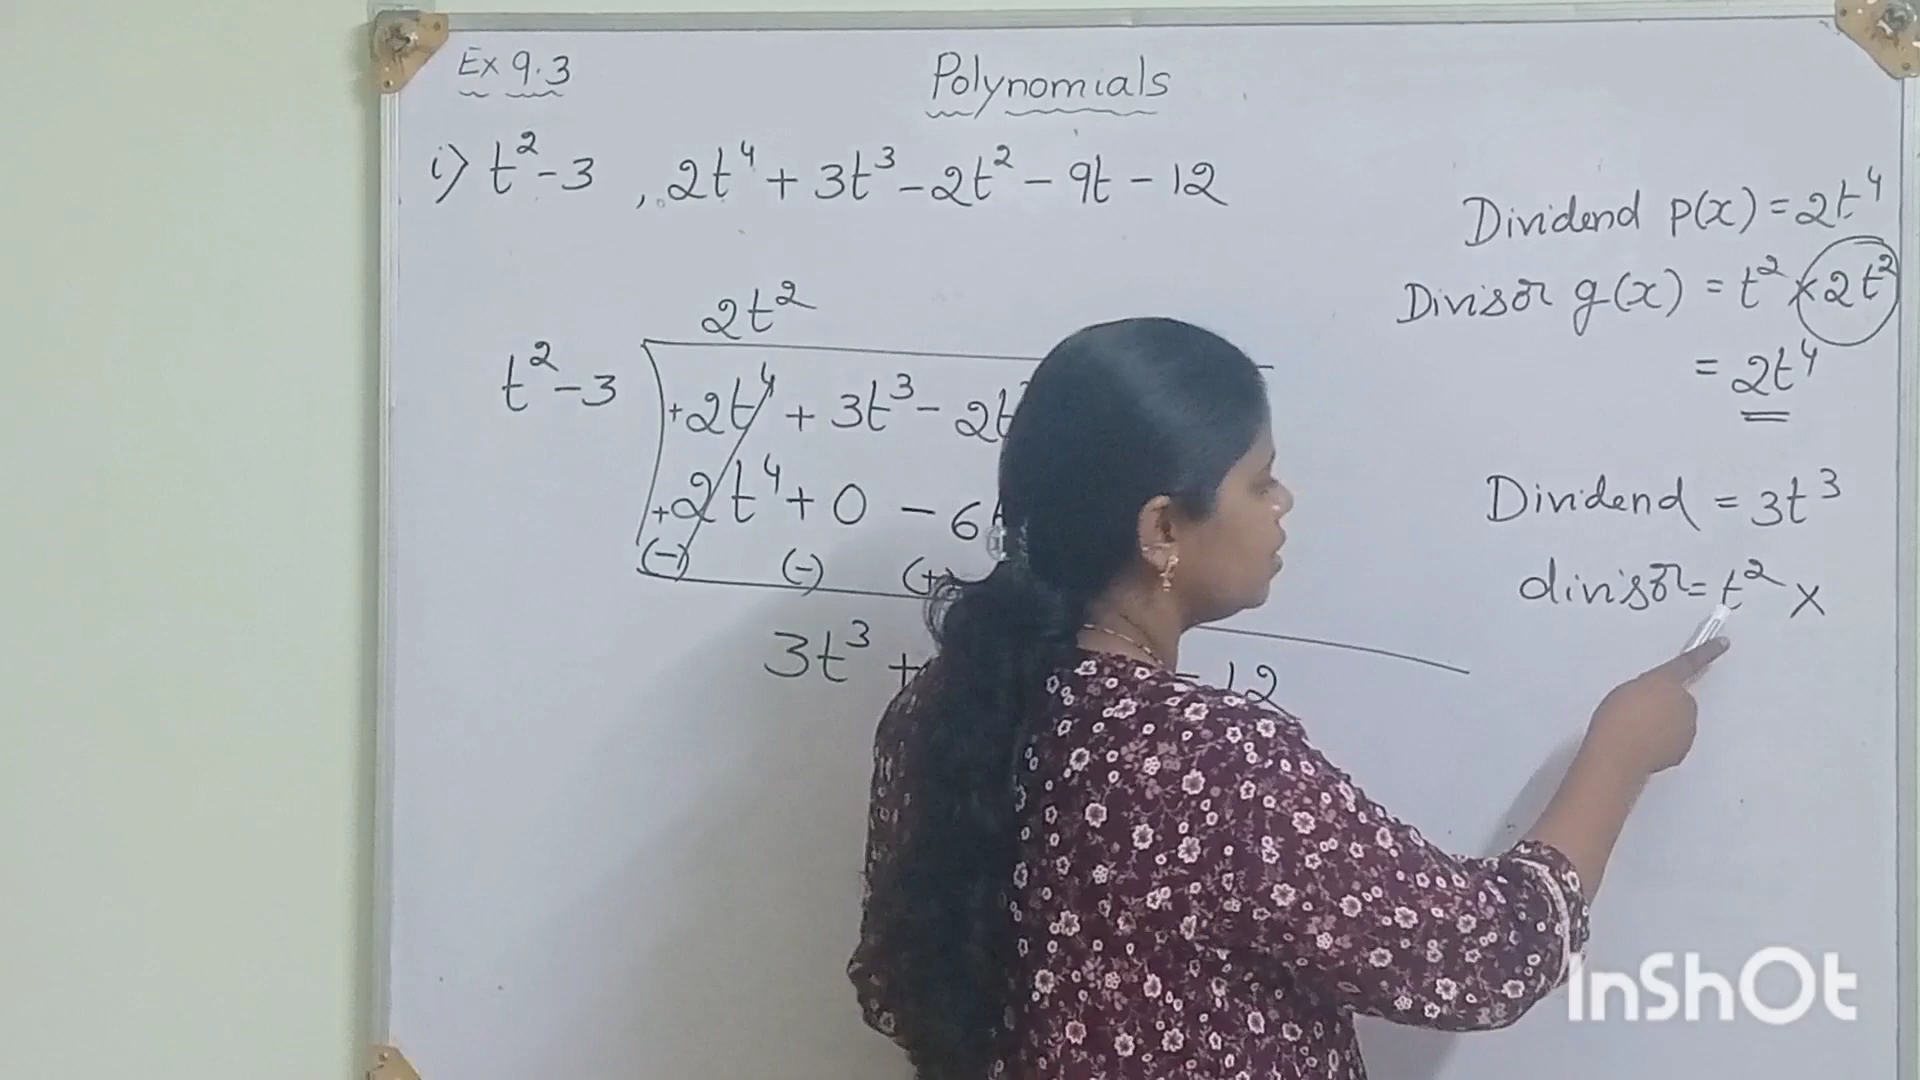 Ex 9.3
Polynomials
i) t² - 3 , 2t⁴ + 3t³ - 2t² - 9t - 12
Dividend p(x) = 2t⁴
Divisor g(x) = t² × 2t²
= 2t⁴
2t²
t² - 3
+2t⁴ + 3t³ - 2t
+2t⁴ + 0 - 6
(-) (-) (+)
3t³ +
- 12
Dividend = 3t³
divisor = t² ×
InShOt